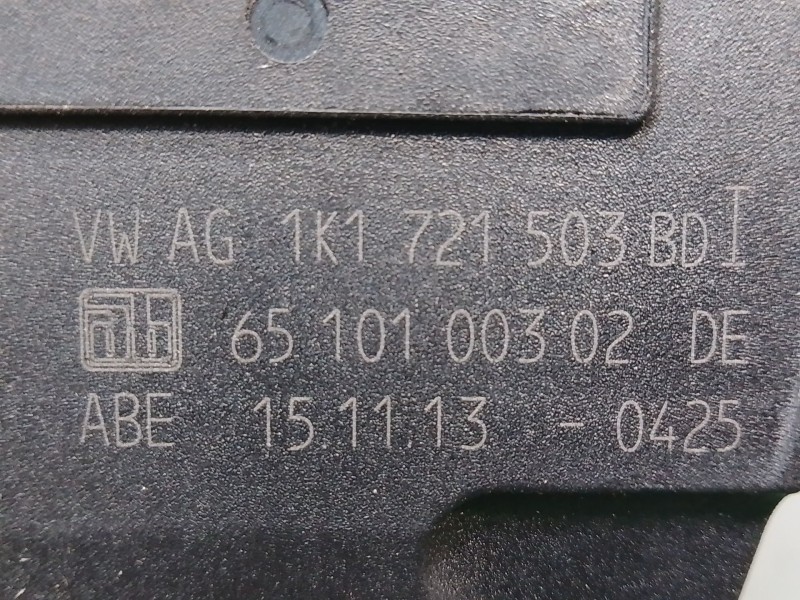 VW AG 1K1 721 503 BD I
65 101 003 02 DE
ABE 15.11.13 - 0425